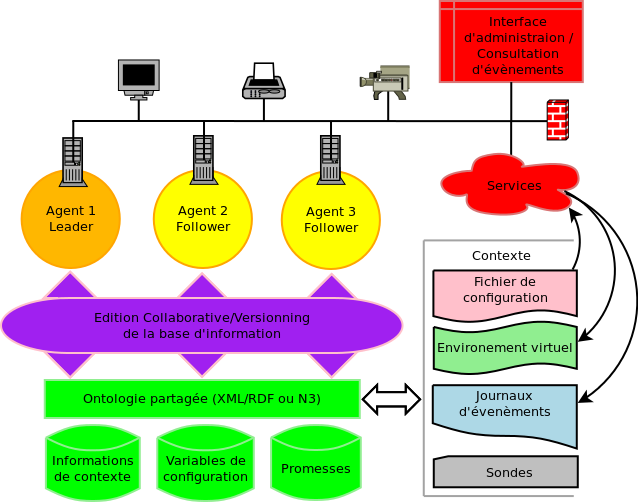 Interface
d'administraion /
Consultation
d'évènements
Agent 1
Leader
Agent 2
Follower
Agent 3
Follower
Services
Contexte
Fichier de
configuration
Edition Collaborative/Versionning
de la base d'information
Environement virtuel
Ontologie partagée (XML/RDF ou N3)
Journaux
d'évenèments
Informations
de contexte
Variables de
configuration
Promesses
Sondes